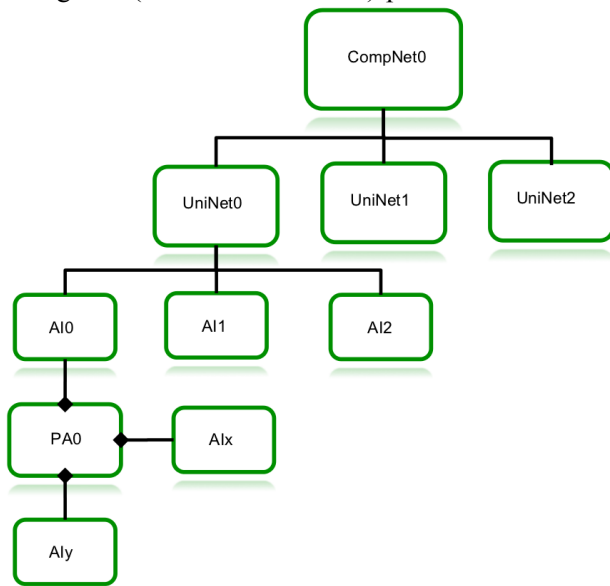 CompNet0
UniNet0
UniNet1
UniNet2
AI0
AI1
AI2
PA0
AIx
AIy